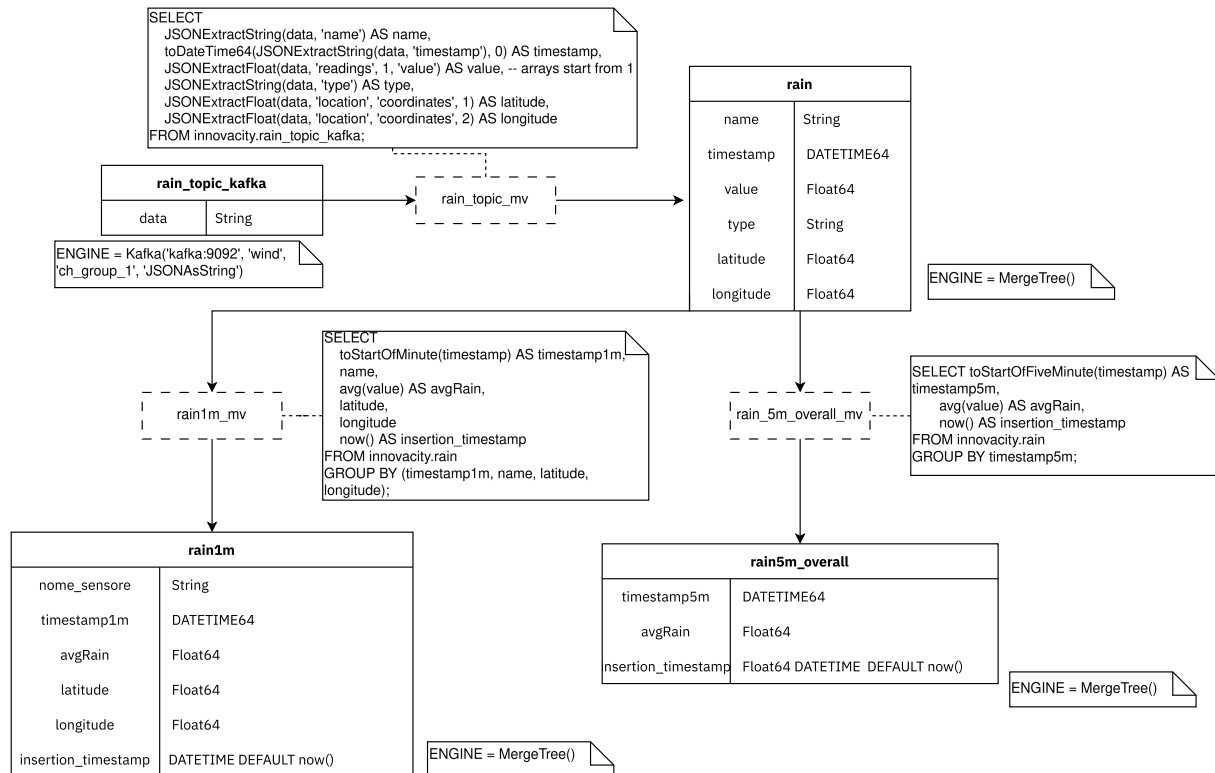 SELECT
JSONExtractString(data, 'name') AS name,
toDateTime64(JSONExtractString(data, 'timestamp'), 0) AS timestamp,
JSONExtractFloat(data, 'readings', 1, 'value') AS value, -- arrays start from 1
JSONExtractString(data, 'type') AS type,
JSONExtractFloat(data, 'location', 'coordinates', 1) AS latitude,
JSONExtractFloat(data, 'location', 'coordinates', 2) AS longitude
FROM innovacity.rain_topic_kafka;
rain_topic_kafka
data String
ENGINE = Kafka('kafka:9092', 'wind',
'ch_group_1', 'JSONAsString')
rain_topic_mv
rain
name String
timestamp DATETIME64
value Float64
type String
latitude Float64
longitude Float64
ENGINE = MergeTree()
rain1m_mv
SELECT
toStartOfMinute(timestamp) AS timestamp1m,
name,
avg(value) AS avgRain,
latitude,
longitude
now() AS insertion_timestamp
FROM innovacity.rain
GROUP BY (timestamp1m, name, latitude,
longitude);
rain_5m_overall_mv
SELECT toStartOfFiveMinute(timestamp) AS
timestamp5m,
avg(value) AS avgRain,
now() AS insertion_timestamp
FROM innovacity.rain
GROUP BY timestamp5m;
rain1m
nome_sensore String
timestamp1m DATETIME64
avgRain Float64
latitude Float64
longitude Float64
insertion_timestamp DATETIME DEFAULT now()
ENGINE = MergeTree()
rain5m_overall
timestamp5m DATETIME64
avgRain Float64
insertion_timestamp Float64 DATETIME DEFAULT now()
ENGINE = MergeTree()